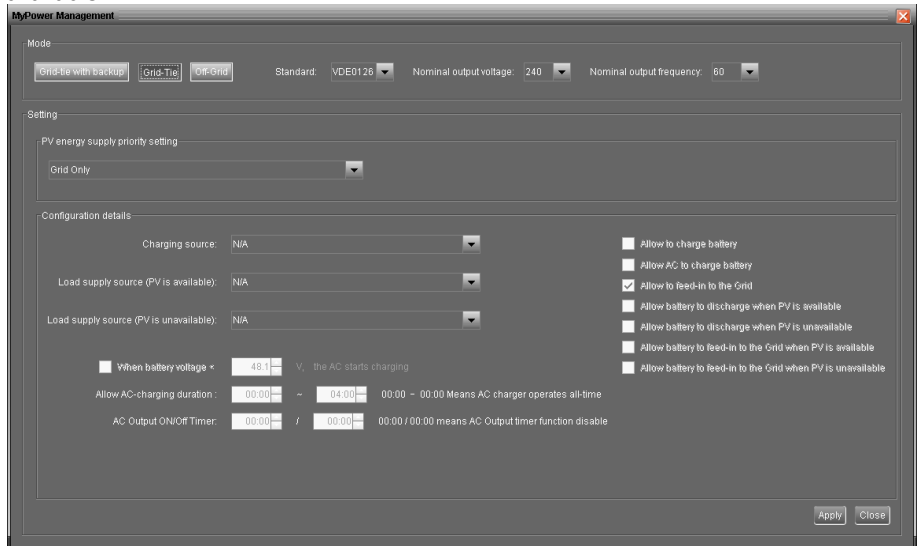 MyPower Management
Mode
Grid-tie with backup Grid-Tie Off-Grid Standard: VDE0126 Nominal output voltage: 240 Nominal output frequency: 60
Setting
PV energy supply priority setting
Grid Only
Configuration details
Charging source: N/A
Load supply source (PV is available): N/A
Load supply source (PV is unavailable): N/A
When battery voltage < 48.1 V, the AC starts charging
Allow AC-charging duration : 00:00 ~ 04:00 00:00 ~ 00:00 Means AC charger operates all-time
AC Output ON/Off Timer: 00:00 / 00:00 00:00 / 00:00 means AC Output timer function disable
Allow to charge battery
Allow AC to charge battery
Allow to feed-in to the Grid
Allow battery to discharge when PV is available
Allow battery to discharge when PV is unavailable
Allow battery to feed-in to the Grid when PV is available
Allow battery to feed-in to the Grid when PV is unavailable
Apply Close